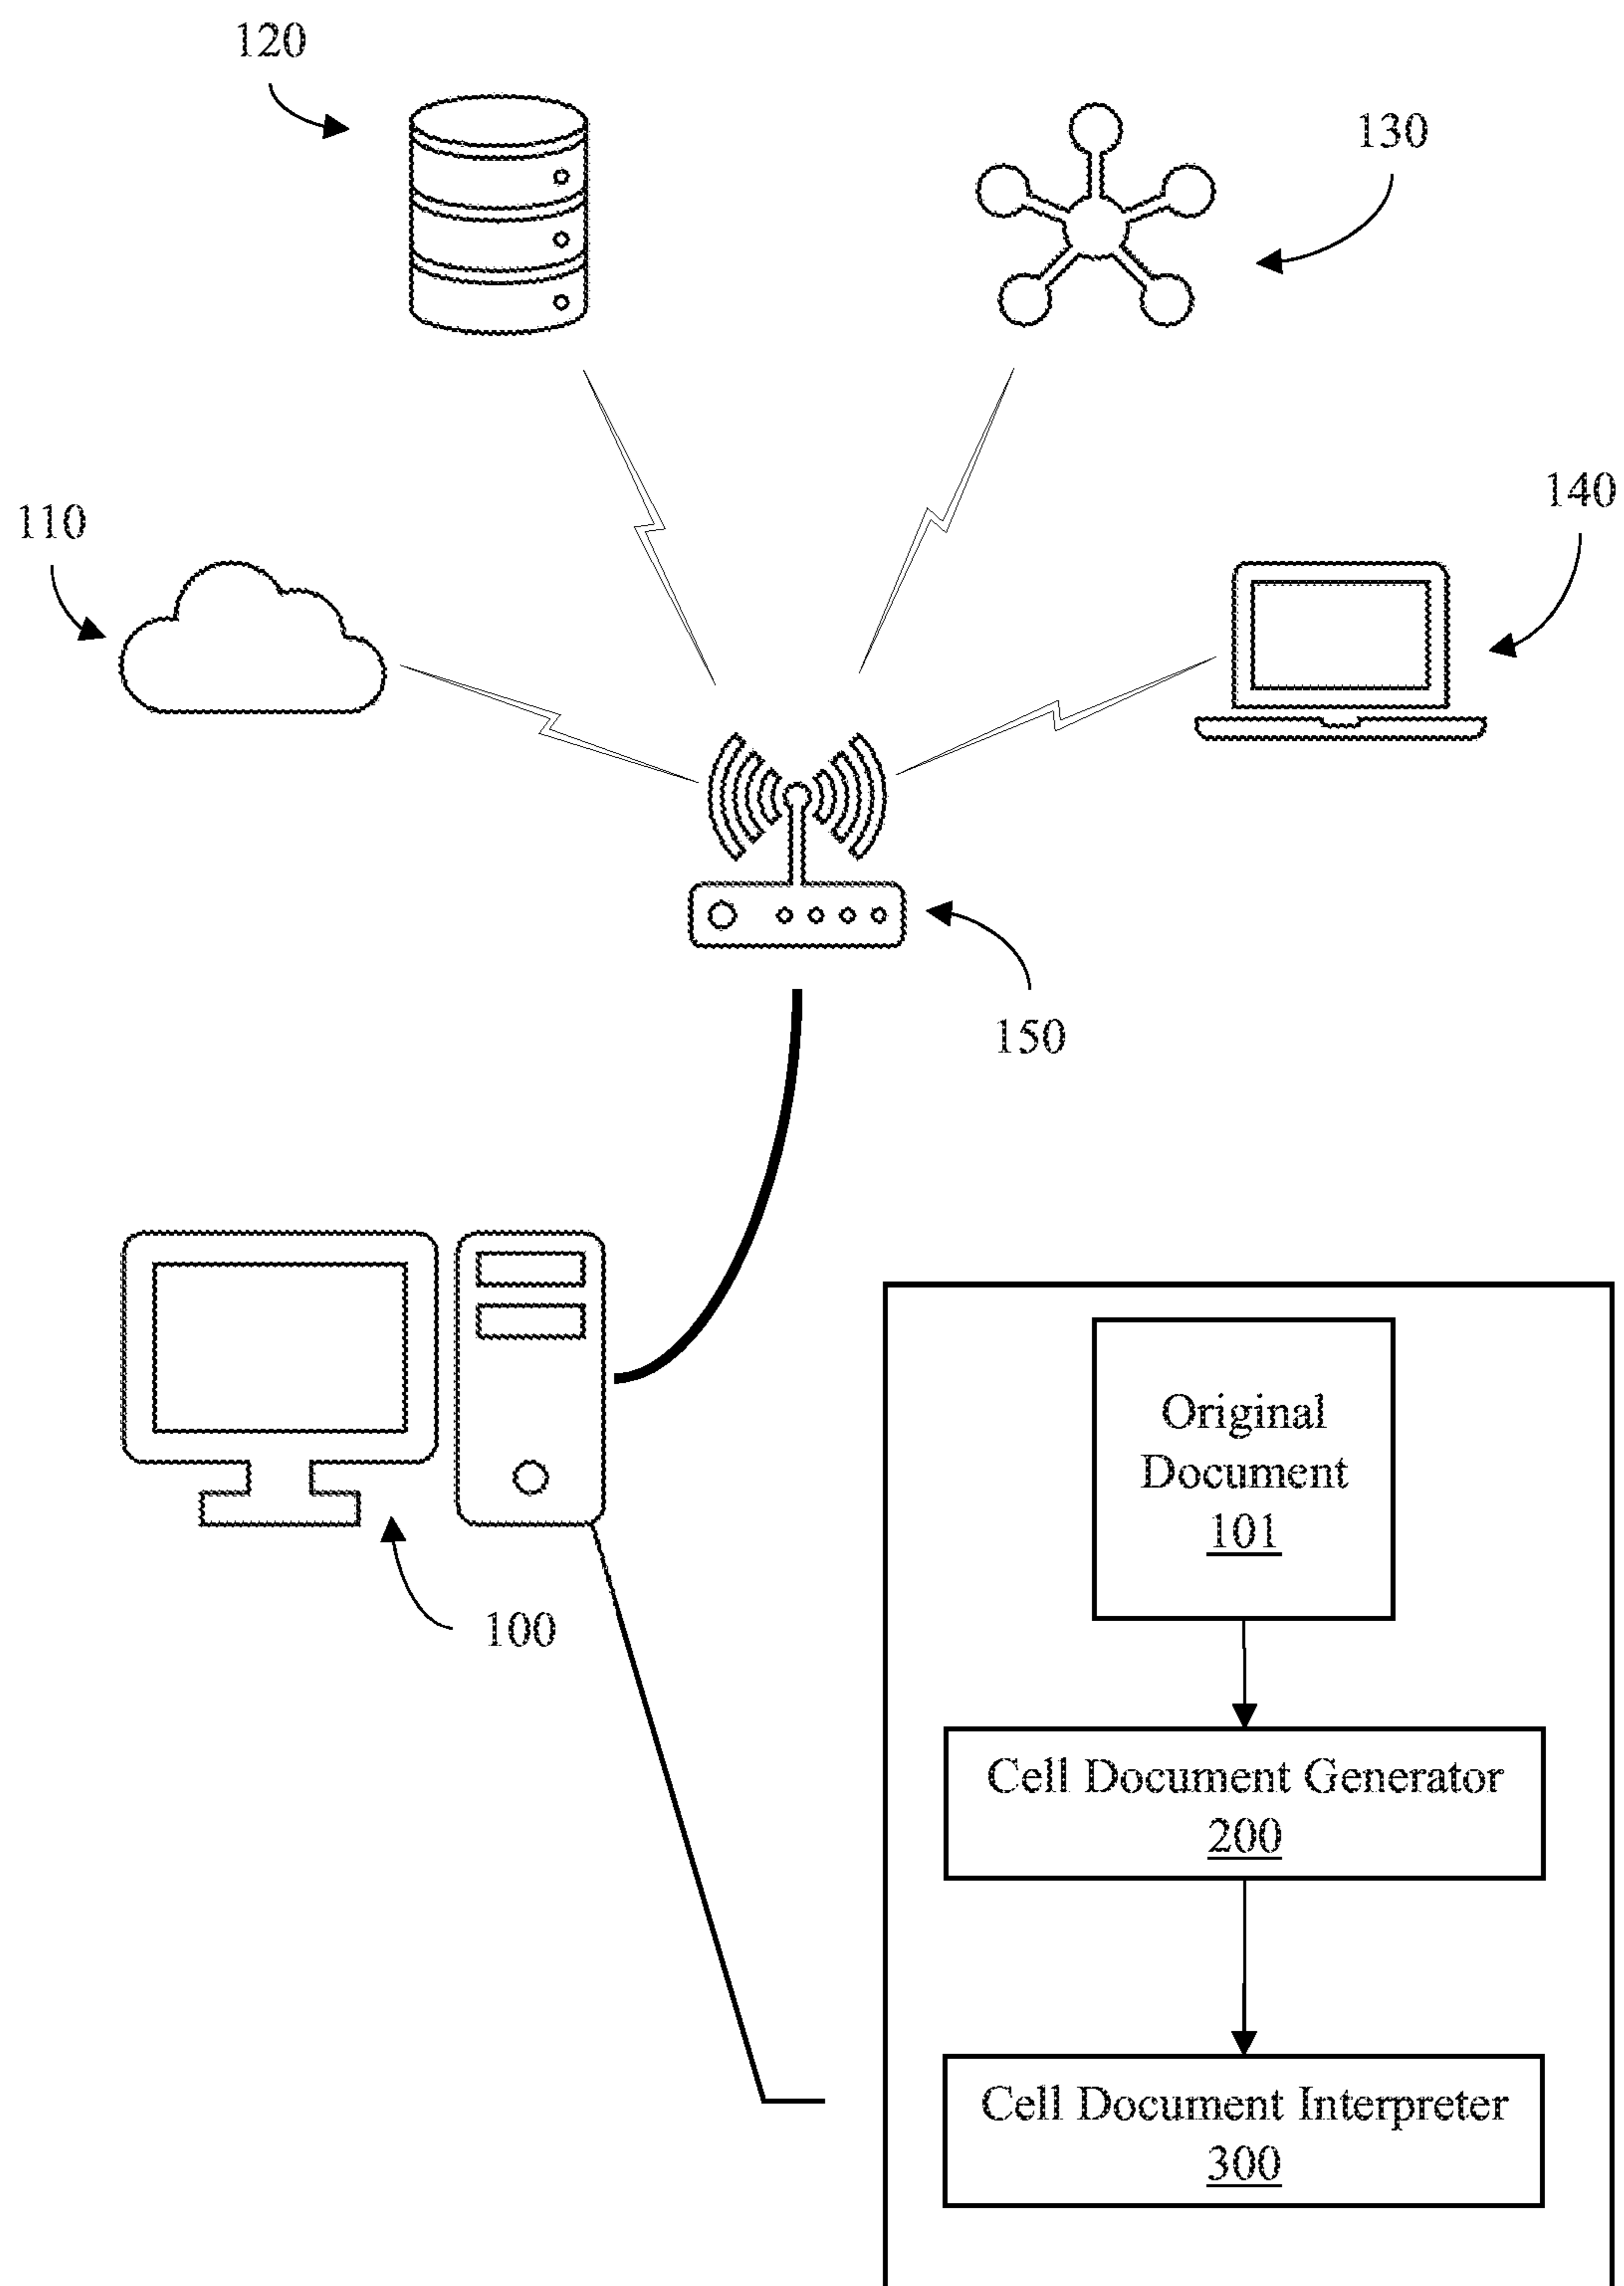 120
130
140
110
150
100
Original
Document
101
Cell Document Generator
200
Cell Document Interpreter
300